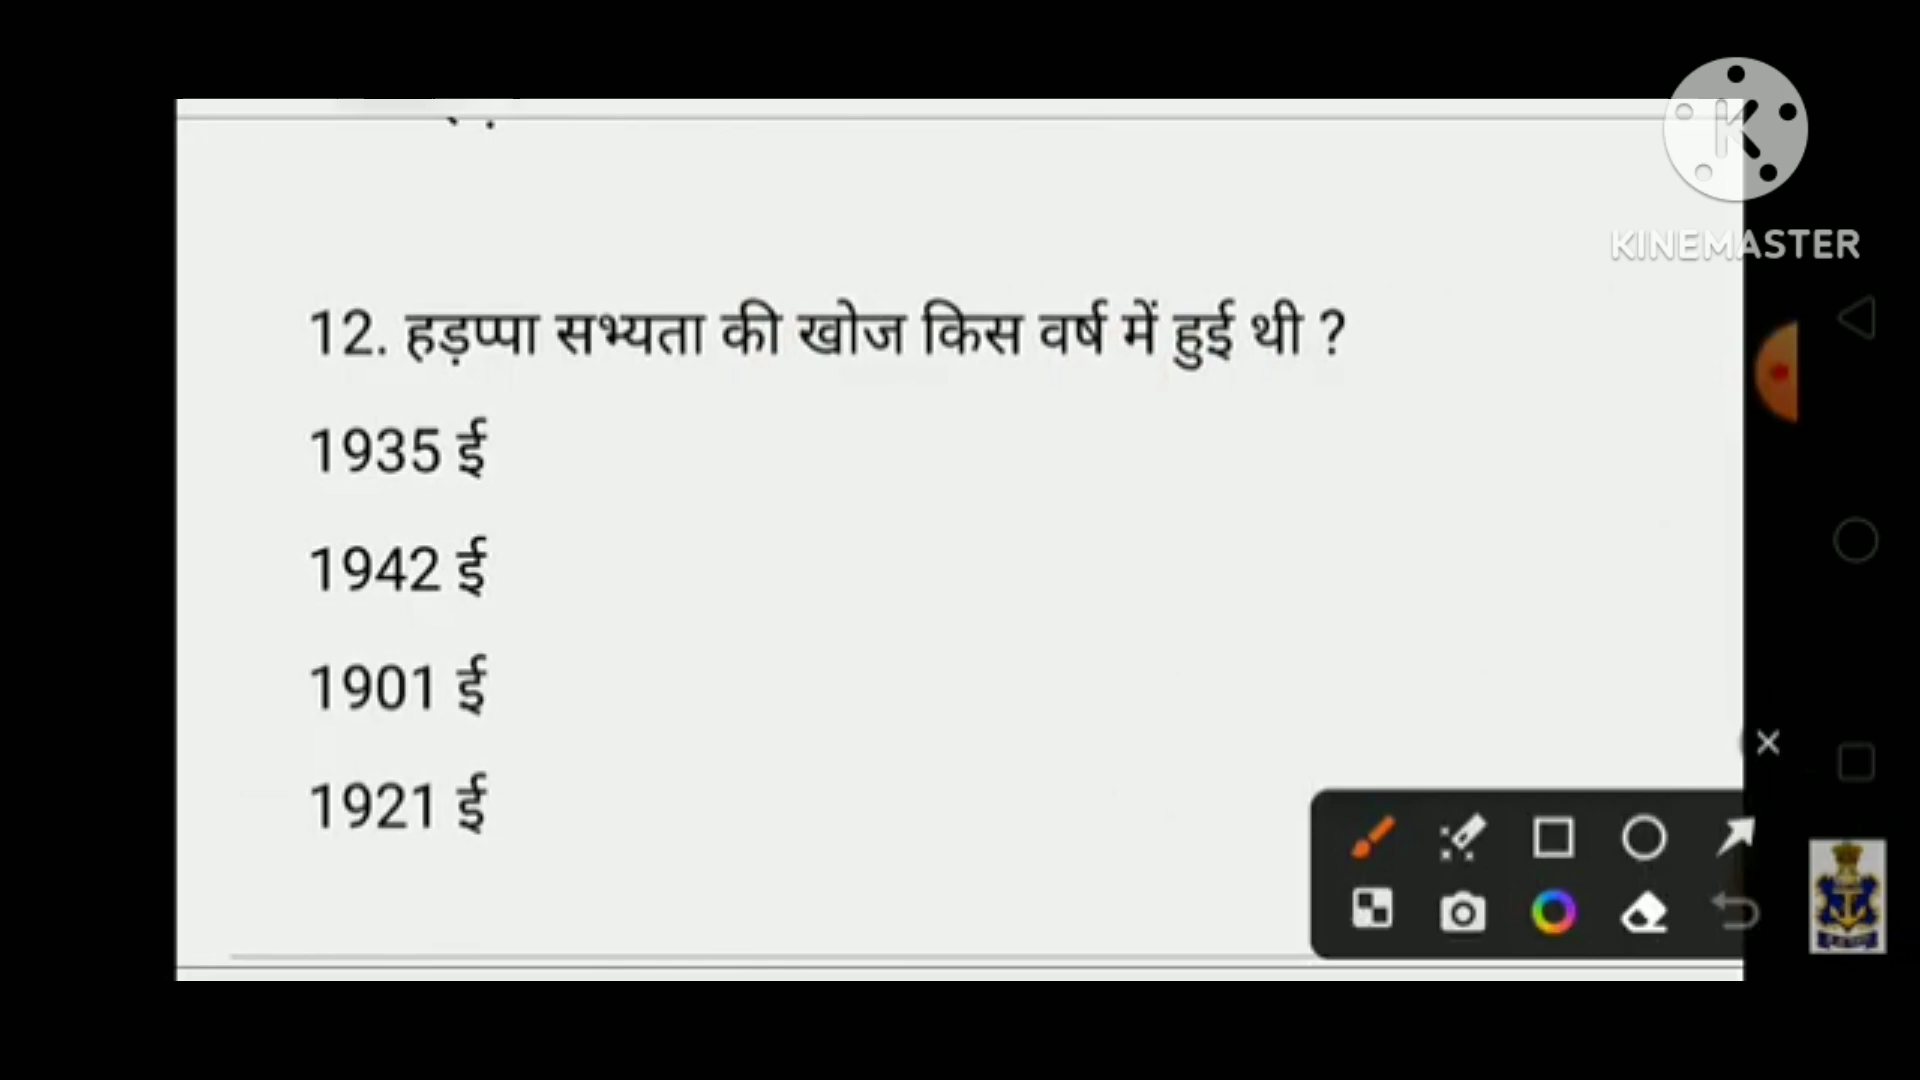 KINEMASTER
12. हड़प्पा सभ्यता की खोज किस वर्ष में हुई थी ?
1935 ई
1942 ई
1901 ई
1921 ई